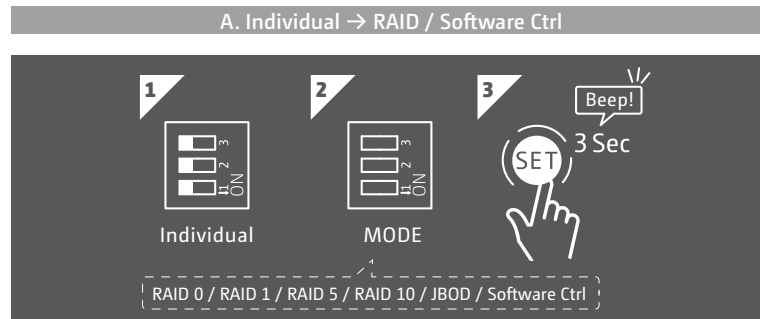 A. Individual → RAID / Software Ctrl
1
2
3
Beep!
3 Sec
SET
3
2
1
ON
3
2
1
ON
Individual
MODE
RAID 0 / RAID 1 / RAID 5 / RAID 10 / JBOD / Software Ctrl